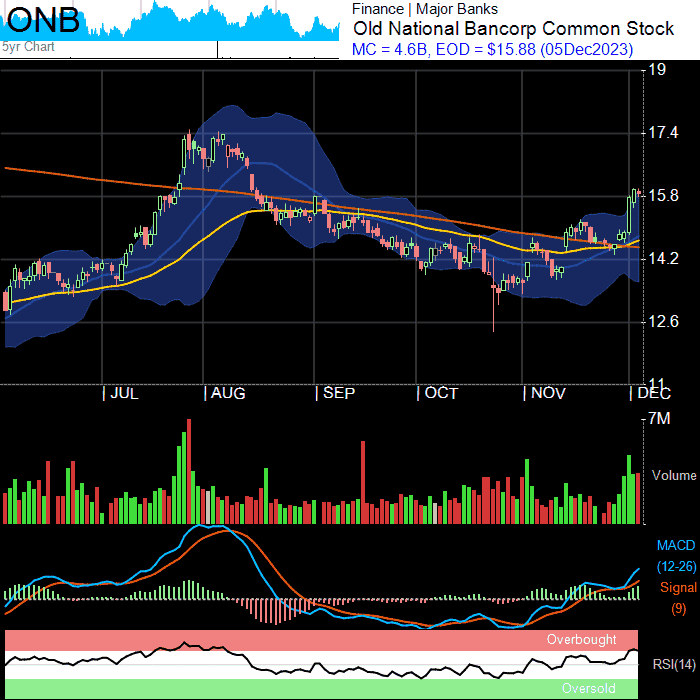 ONB
5yr Chart
Finance | Major Banks
Old National Bancorp Common Stock
MC = 4.6B, EOD = $15.88 (05Dec2023)
19
17.4
15.8
14.2
12.6
11
JUL AUG SEP OCT NOV DEC
7M
Volume
MACD
(12-26)
Signal
(9)
Overbought
RSI(14)
Oversold